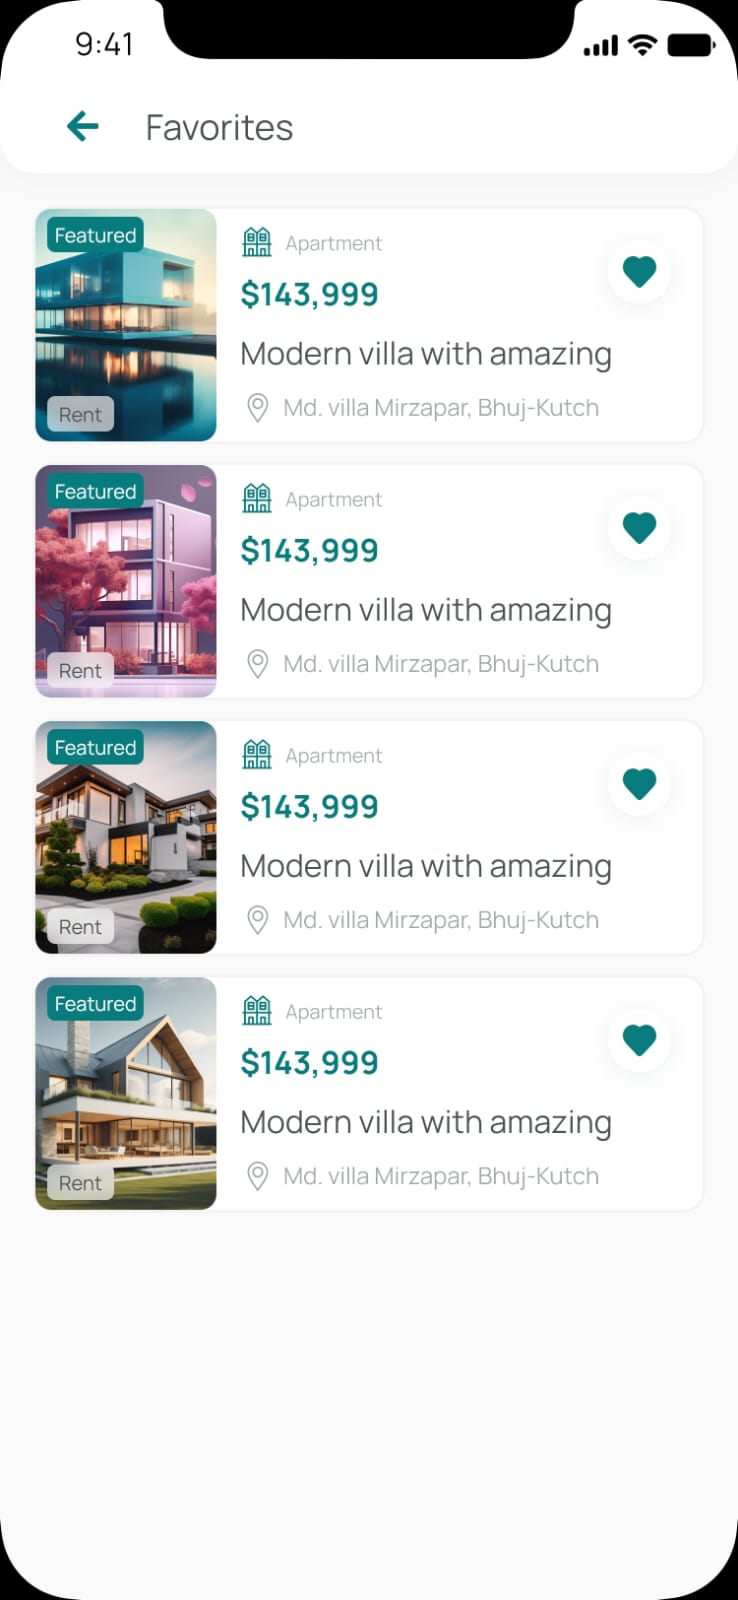 9:41
Favorites
Featured
Apartment
$143,999
Modern villa with amazing
Md. villa Mirzapar, Bhuj-Kutch
Rent
Featured
Apartment
$143,999
Modern villa with amazing
Md. villa Mirzapar, Bhuj-Kutch
Rent
Featured
Apartment
$143,999
Modern villa with amazing
Md. villa Mirzapar, Bhuj-Kutch
Rent
Featured
Apartment
$143,999
Modern villa with amazing
Md. villa Mirzapar, Bhuj-Kutch
Rent